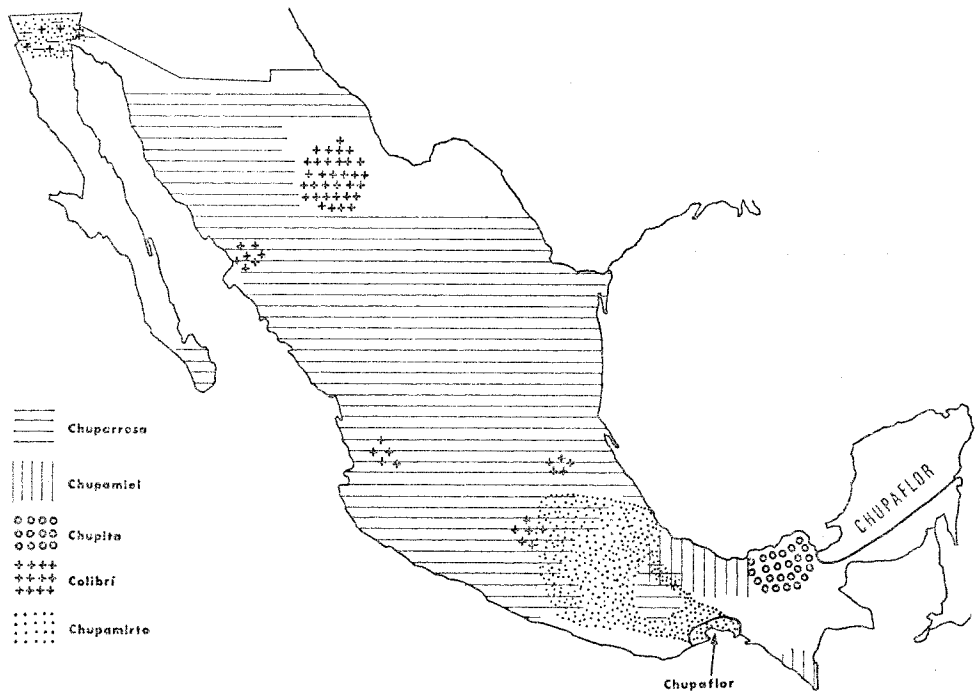 CHUPAFLOR
Chuparrosa
Chupamiel
Chupita
Colibrí
Chupamirto
Chupaflor